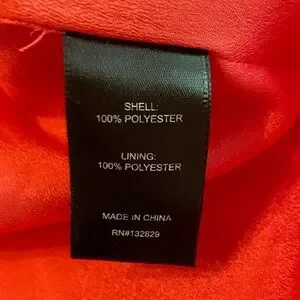 SHELL:
100% POLYESTER
LINING:
100% POLYESTER
MADE IN CHINA
RN#132829